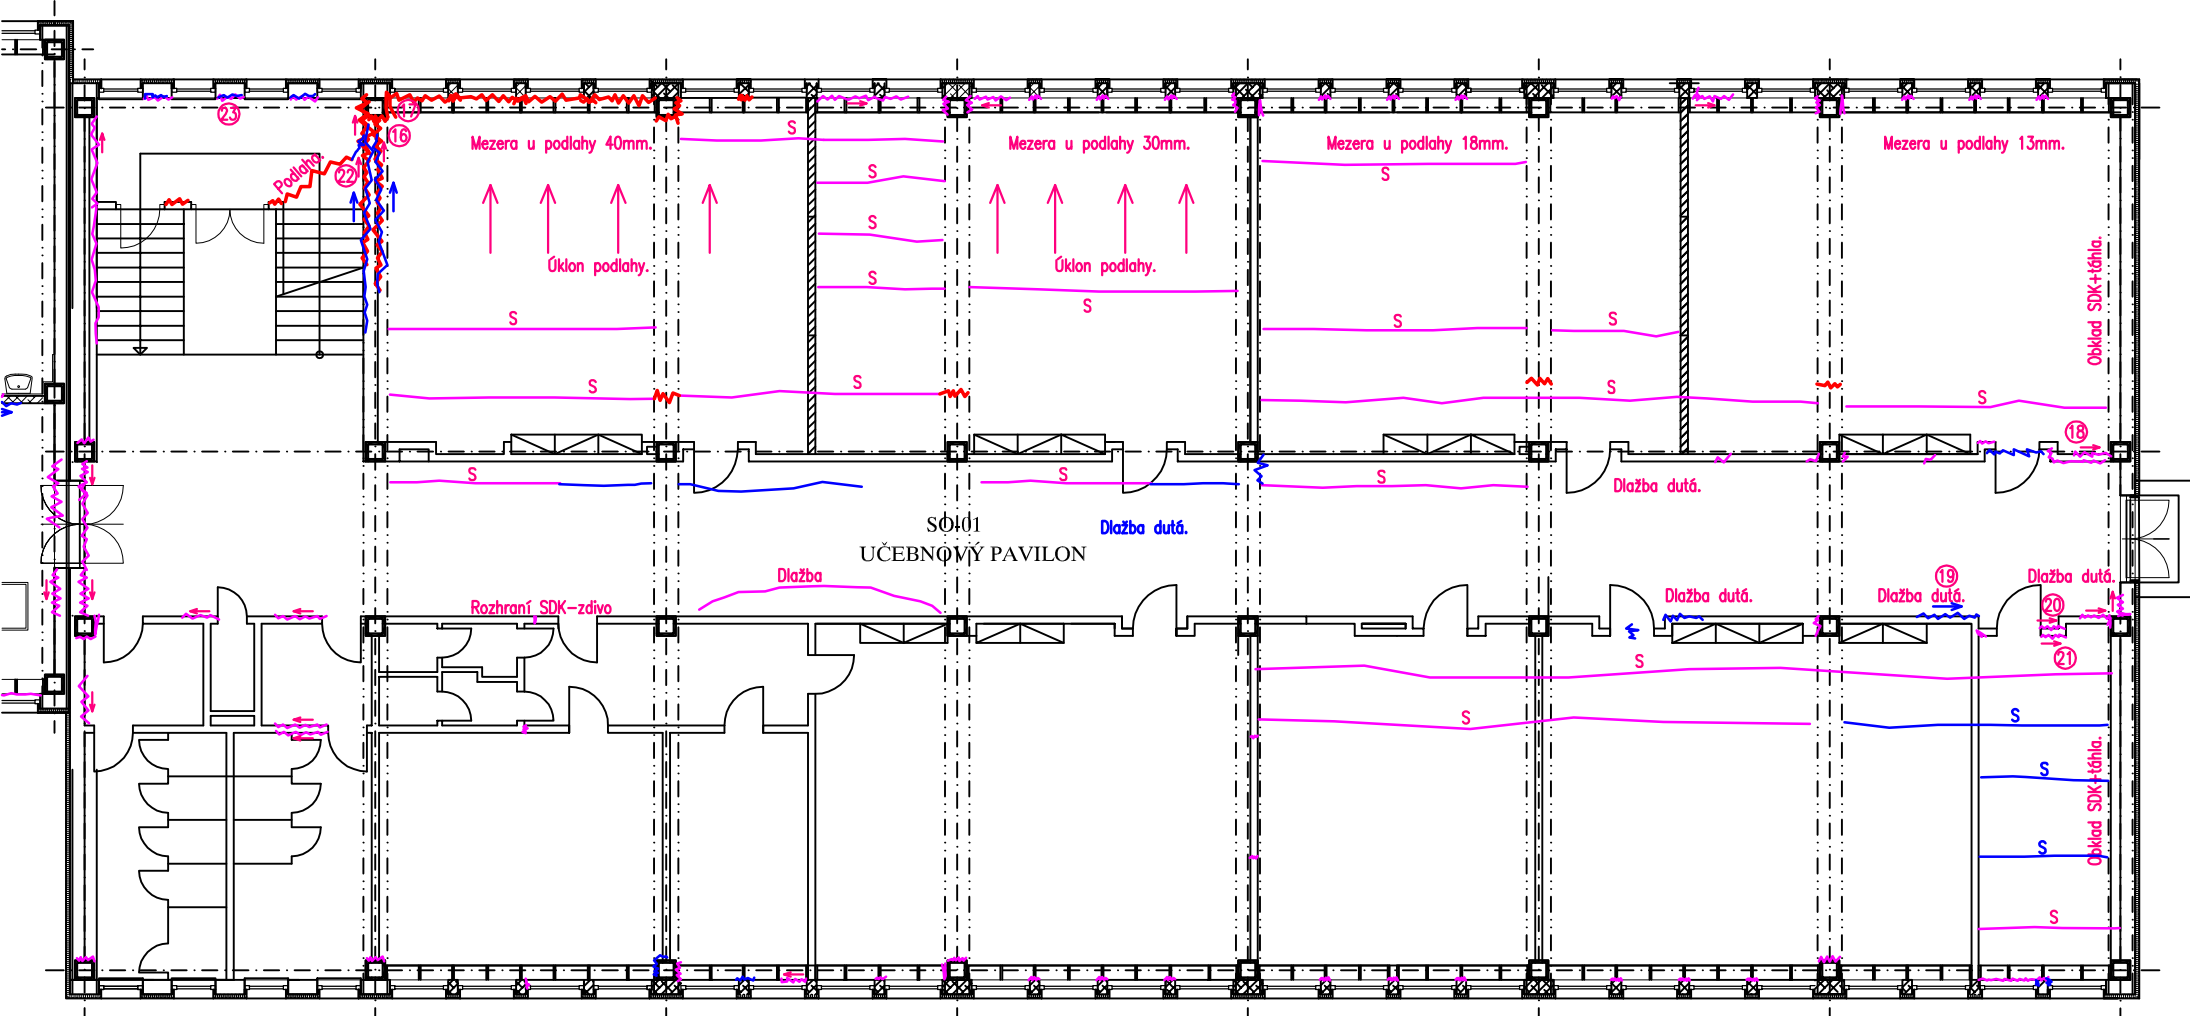 23
17
16
S
Mezera u podlahy 40mm.
Mezera u podlahy 30mm.
Mezera u podlahy 18mm.
Mezera u podlahy 13mm.
Podlaha.
22
S
S
S
S
Úklon podlahy.
Úklon podlahy.
Obklad SDK+táhla.
S
S
S
S
S
S
S
S
S
18
S
S
S
Dlažba dutá.
SO-01
Dlažba dutá.
UČEBNOVÝ PAVILON
Dlažba
19
Dlažba dutá.
Rozhraní SDK-zdivo
Dlažba dutá.
Dlažba dutá.
20
21
S
S
S
Obklad SDK+táhla.
S
S
S